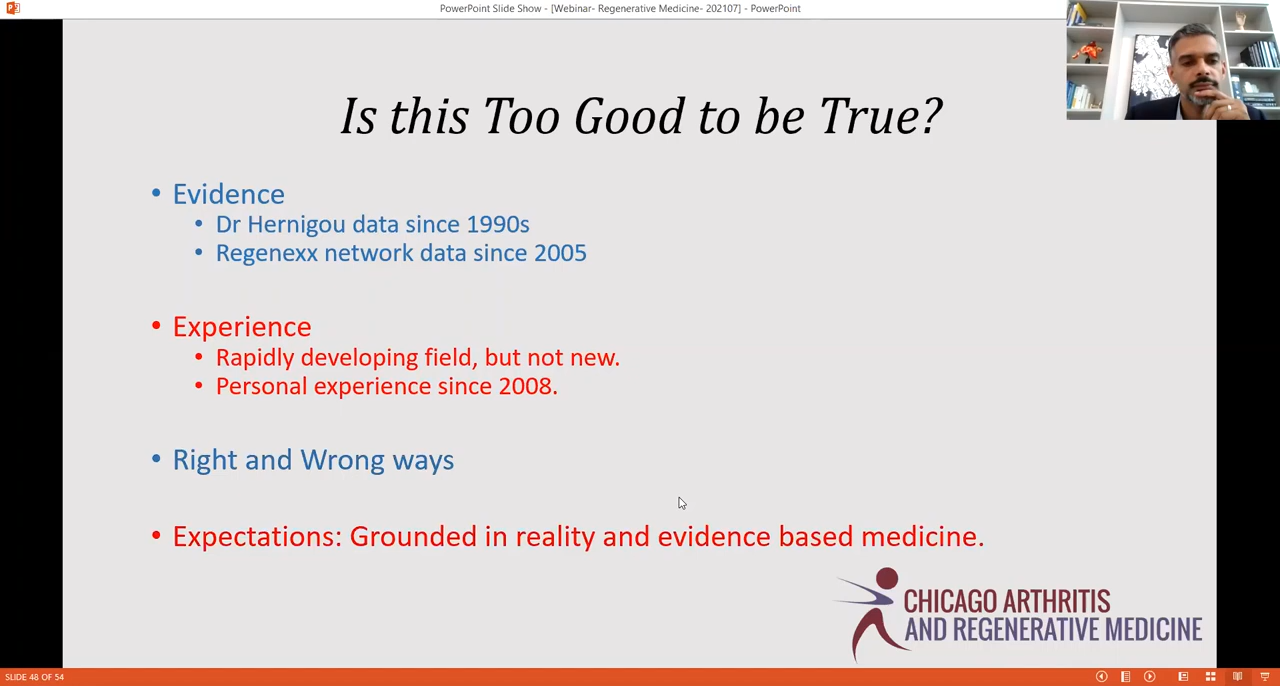 PowerPoint Slide Show - [Webinar- Regenerative Medicine- 202107] - PowerPoint
Is this Too Good to be True?
• Evidence
• Dr Hernigou data since 1990s
• Regenexx network data since 2005
• Experience
• Rapidly developing field, but not new.
• Personal experience since 2008.
• Right and Wrong ways
• Expectations: Grounded in reality and evidence based medicine.
CHICAGO ARTHRITIS
AND REGENERATIVE MEDICINE
SLIDE 48 OF 54